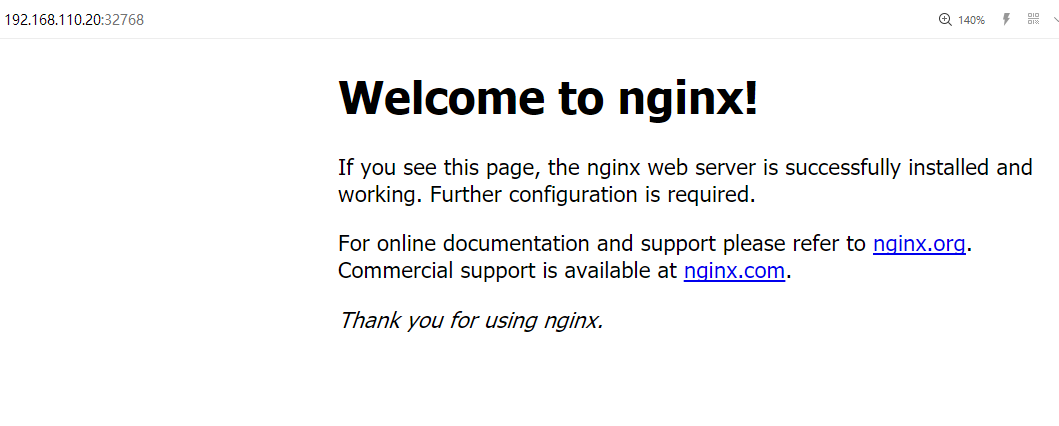 192.168.110.20:32768
140%
Welcome to nginx!
If you see this page, the nginx web server is successfully installed and
working. Further configuration is required.
For online documentation and support please refer to nginx.org.
Commercial support is available at nginx.com.
Thank you for using nginx.